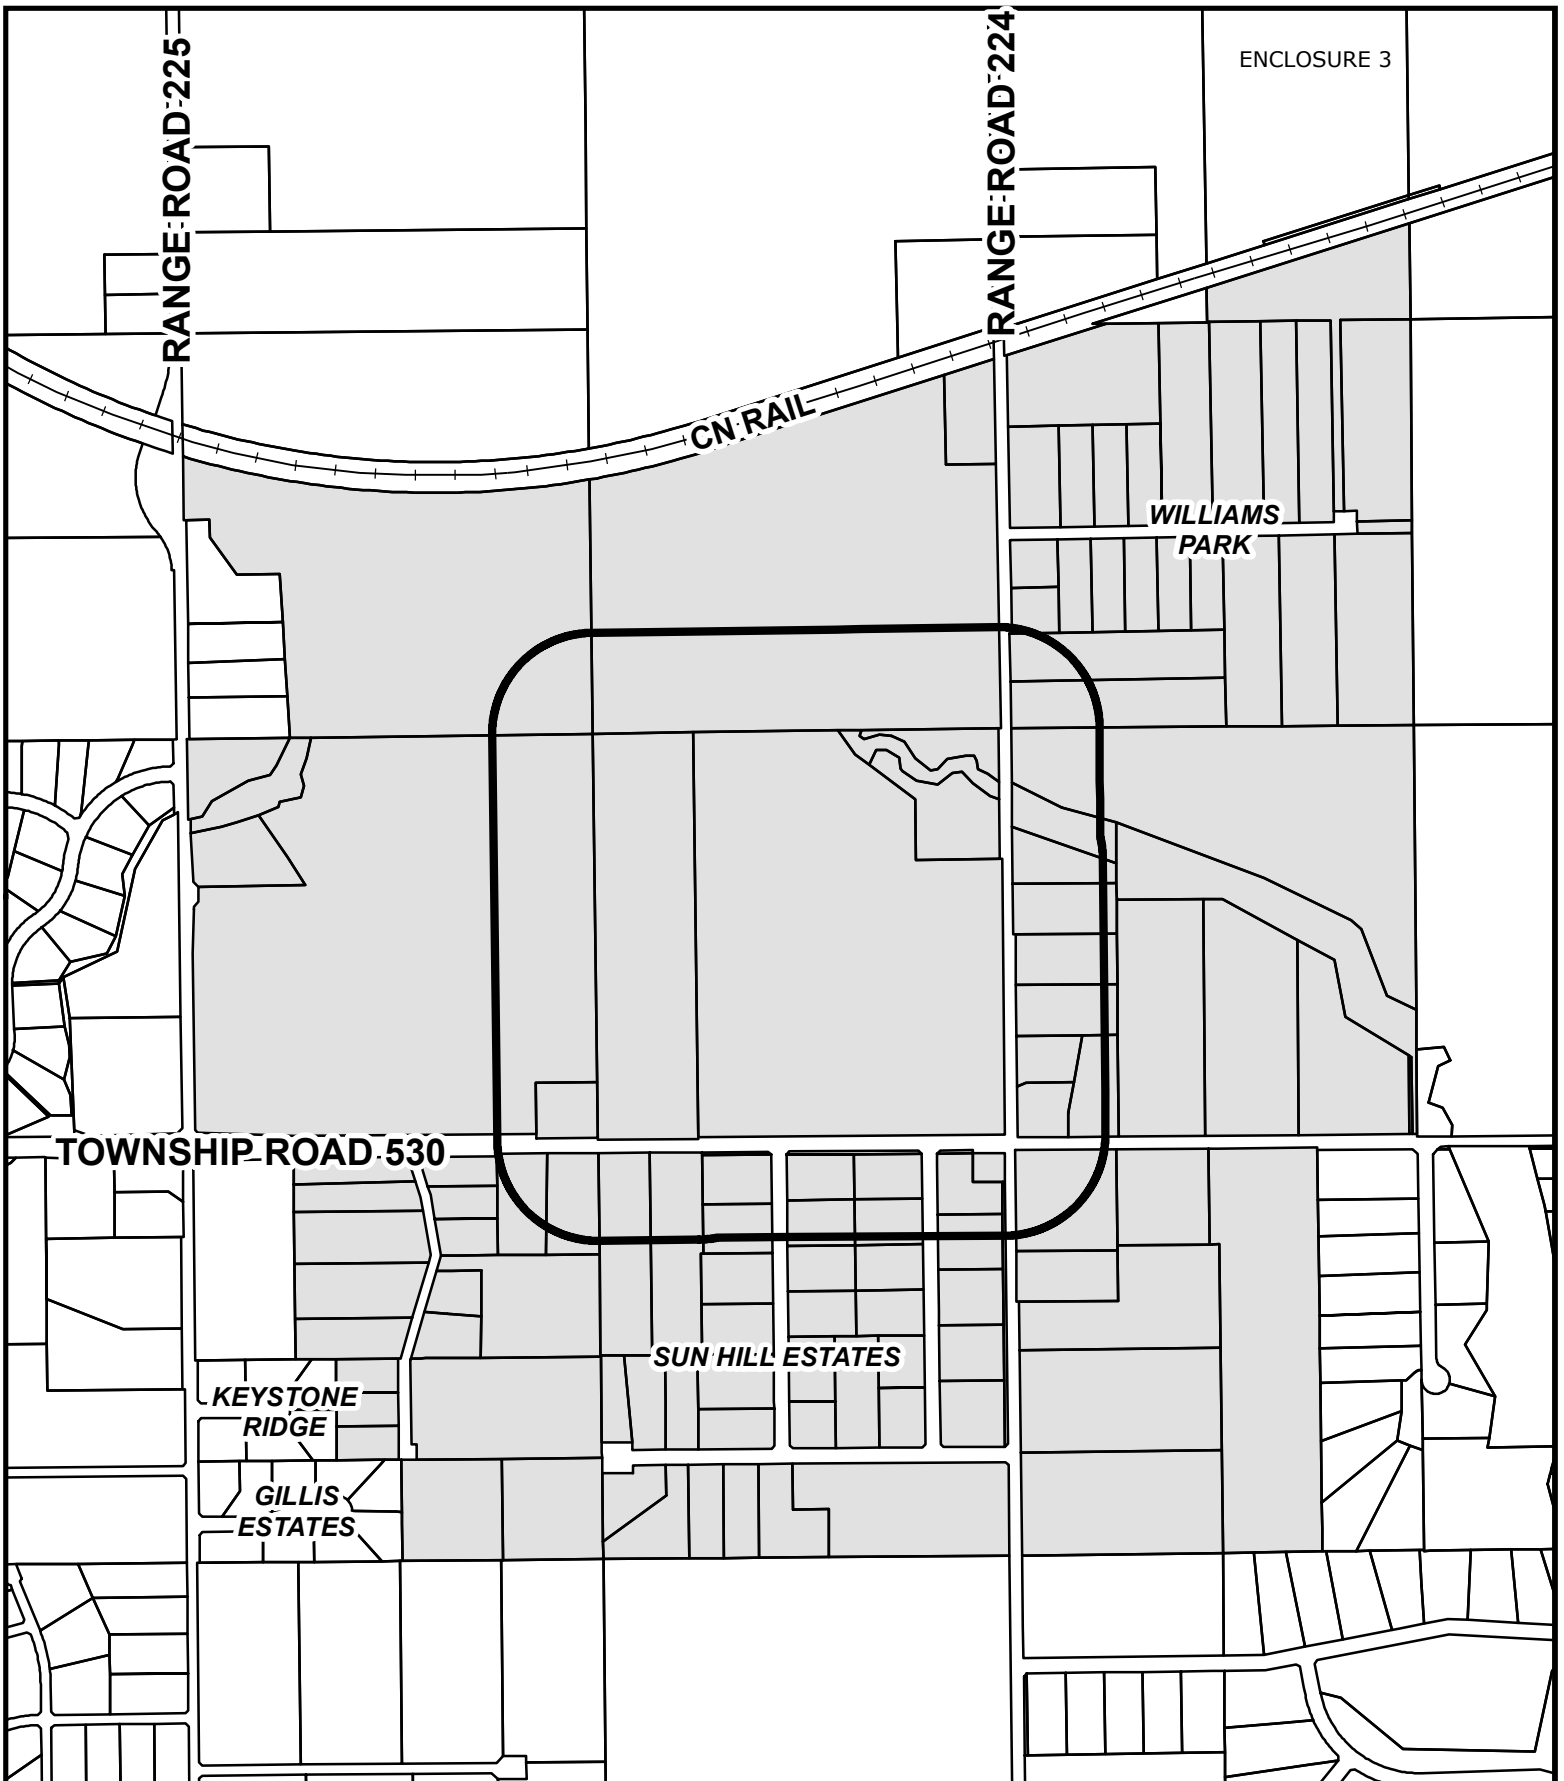 RANGE ROAD 225
RANGE ROAD 224
ENCLOSURE 3
CN RAIL
WILLIAMS
PARK
TOWNSHIP ROAD 530
SUN HILL ESTATES
KEYSTONE
RIDGE
GILLIS
ESTATES